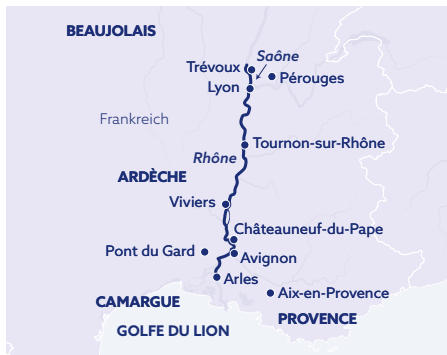 BEAUJOLAIS
Saône
Trévoux
Pérouges
Lyon
Frankreich
Tournon-sur-Rhône
Rhône
ARDÈCHE
Viviers
Châteauneuf-du-Pape
Pont du Gard
Avignon
Arles
Aix-en-Provence
CAMARGUE
PROVENCE
GOLFE DU LION